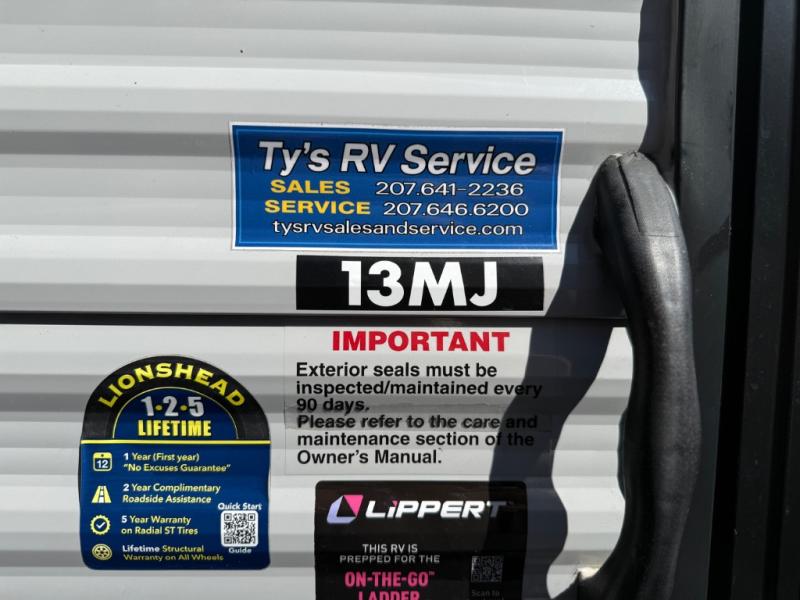 Ty's RV Service
SALES 207.641-2236
SERVICE 207.646.6200
tysrvsalesandservice.com
13MJ
IMPORTANT
Exterior seals must be
inspected/maintained every
90 days.
Please refer to the care and
maintenance section of the
Owner's Manual.
LIONSHEAD
1·2·5
LIFETIME
12
1 Year (First year)
"No Excuses Guarantee"
2 Year Complimentary
Roadside Assistance
5 Year Warranty
on Radial ST Tires
Lifetime Structural
Warranty on All Wheels
Quick Start
Guide
LiPPERT
THIS RV IS
PREPPED FOR THE
ON-THE-GO™
LADDER
Scan to